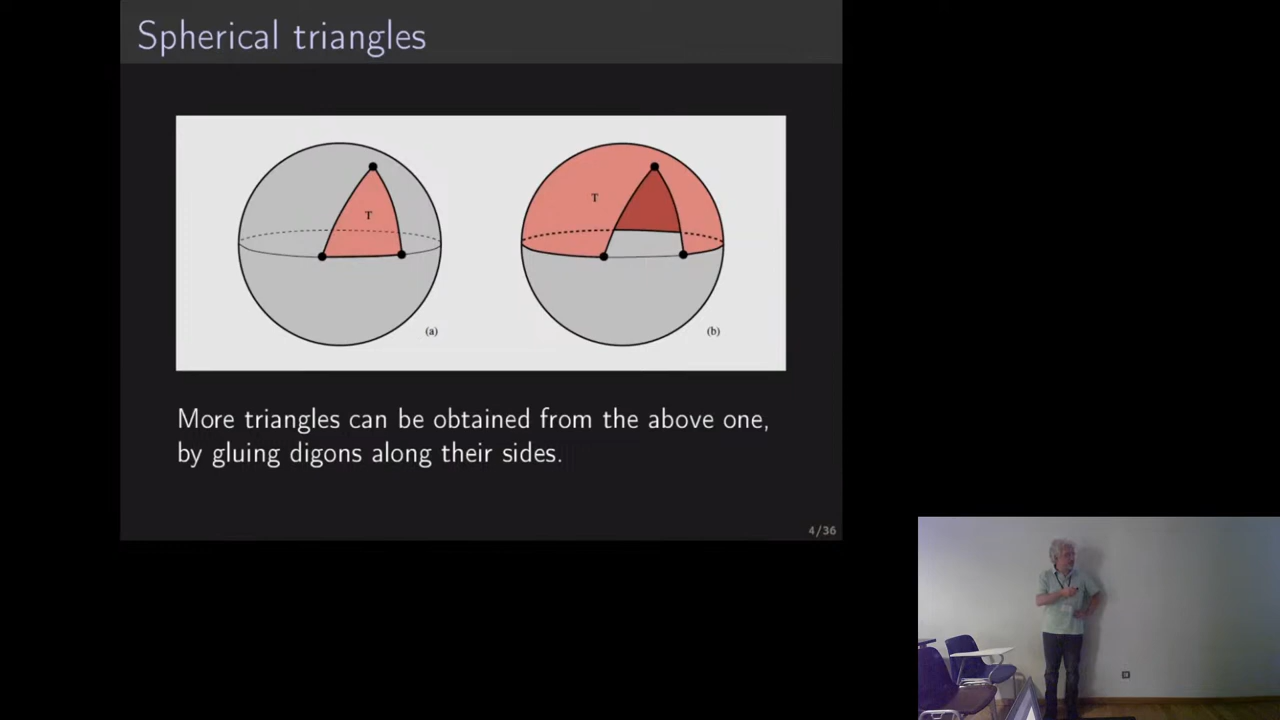 Spherical triangles
T
T
(a)
(b)
More triangles can be obtained from the above one,
by gluing digons along their sides.
4/36